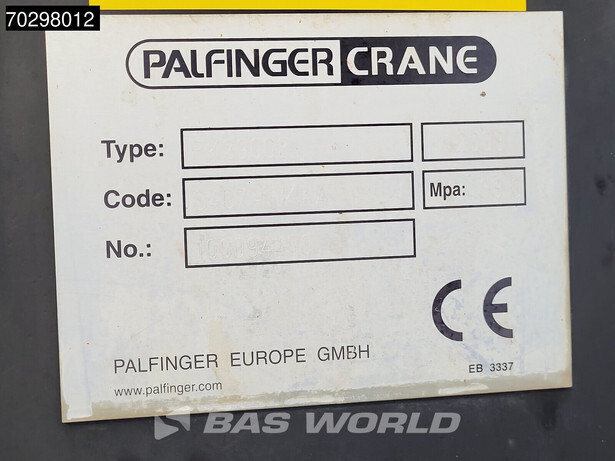 70298012
PALFINGER CRANE
Type:
Code:
Mpa:
No.:
PALFINGER EUROPE GMBH
www.palfinger.com
CE
EB 3337
BAS WORLD